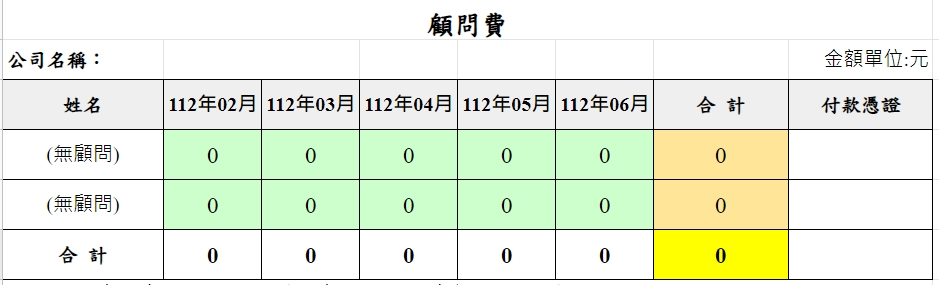 顧問費
公司名稱： 金額單位:元
姓名 112年02月 112年03月 112年04月 112年05月 112年06月 合 計 付款憑證
(無顧問) 0 0 0 0 0 0
(無顧問) 0 0 0 0 0 0
合 計 0 0 0 0 0 0